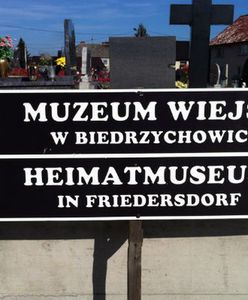 MUZEUM WIEJS
W BIEDRZYCHOWIC
HEIMATMUSEU
IN FRIEDERSDORF